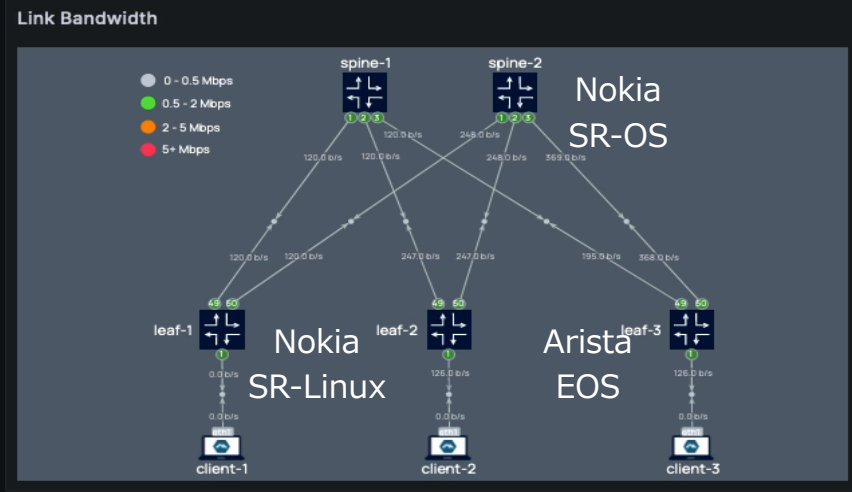 Link Bandwidth
spine-1
spine-2
0 - 0.5 Mbps
0.5 - 2 Mbps
2 - 5 Mbps
5+ Mbps
Nokia
SR-OS
1 2 3
1 2 3
120.0 b/s
248.0 b/s
120.0 b/s
120.0 b/s
248.0 b/s
369.0 b/s
120.0 b/s
120.0 b/s
247.0 b/s
247.0 b/s
195.0 b/s
368.0 b/s
49 50
49 50
49 50
leaf-1
leaf-2
leaf-3
Nokia
SR-Linux
Arista
EOS
1
1
1
0.0 b/s
126.0 b/s
126.0 b/s
0.0 b/s
0.0 b/s
0.0 b/s
eth1
eth1
eth1
client-1
client-2
client-3